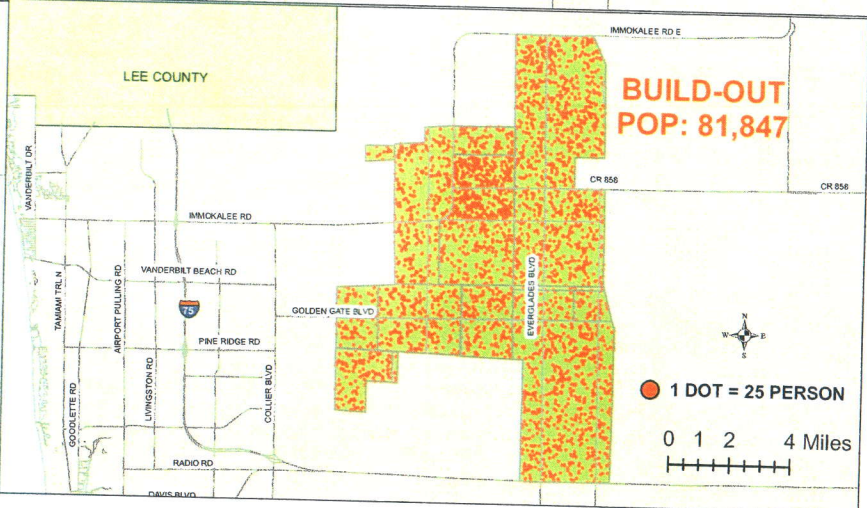 IMMOKALEE RD E
LEE COUNTY
BUILD-OUT
POP: 81,847
VANDERBILT DR
CR 858
CR 858
IMMOKALEE RD
VANDERBILT BEACH RD
TAMIAMI TRL N
AIRPORT PULLING RD
75
GOLDEN GATE BLVD
EVERGLADES BLVD
PINE RIDGE RD
N
W E
S
GOODLETTE RD
LIVINGSTON RD
COLLIER BLVD
1 DOT = 25 PERSON
0 1 2 4 Miles
RADIO RD
DAVIS BLVD